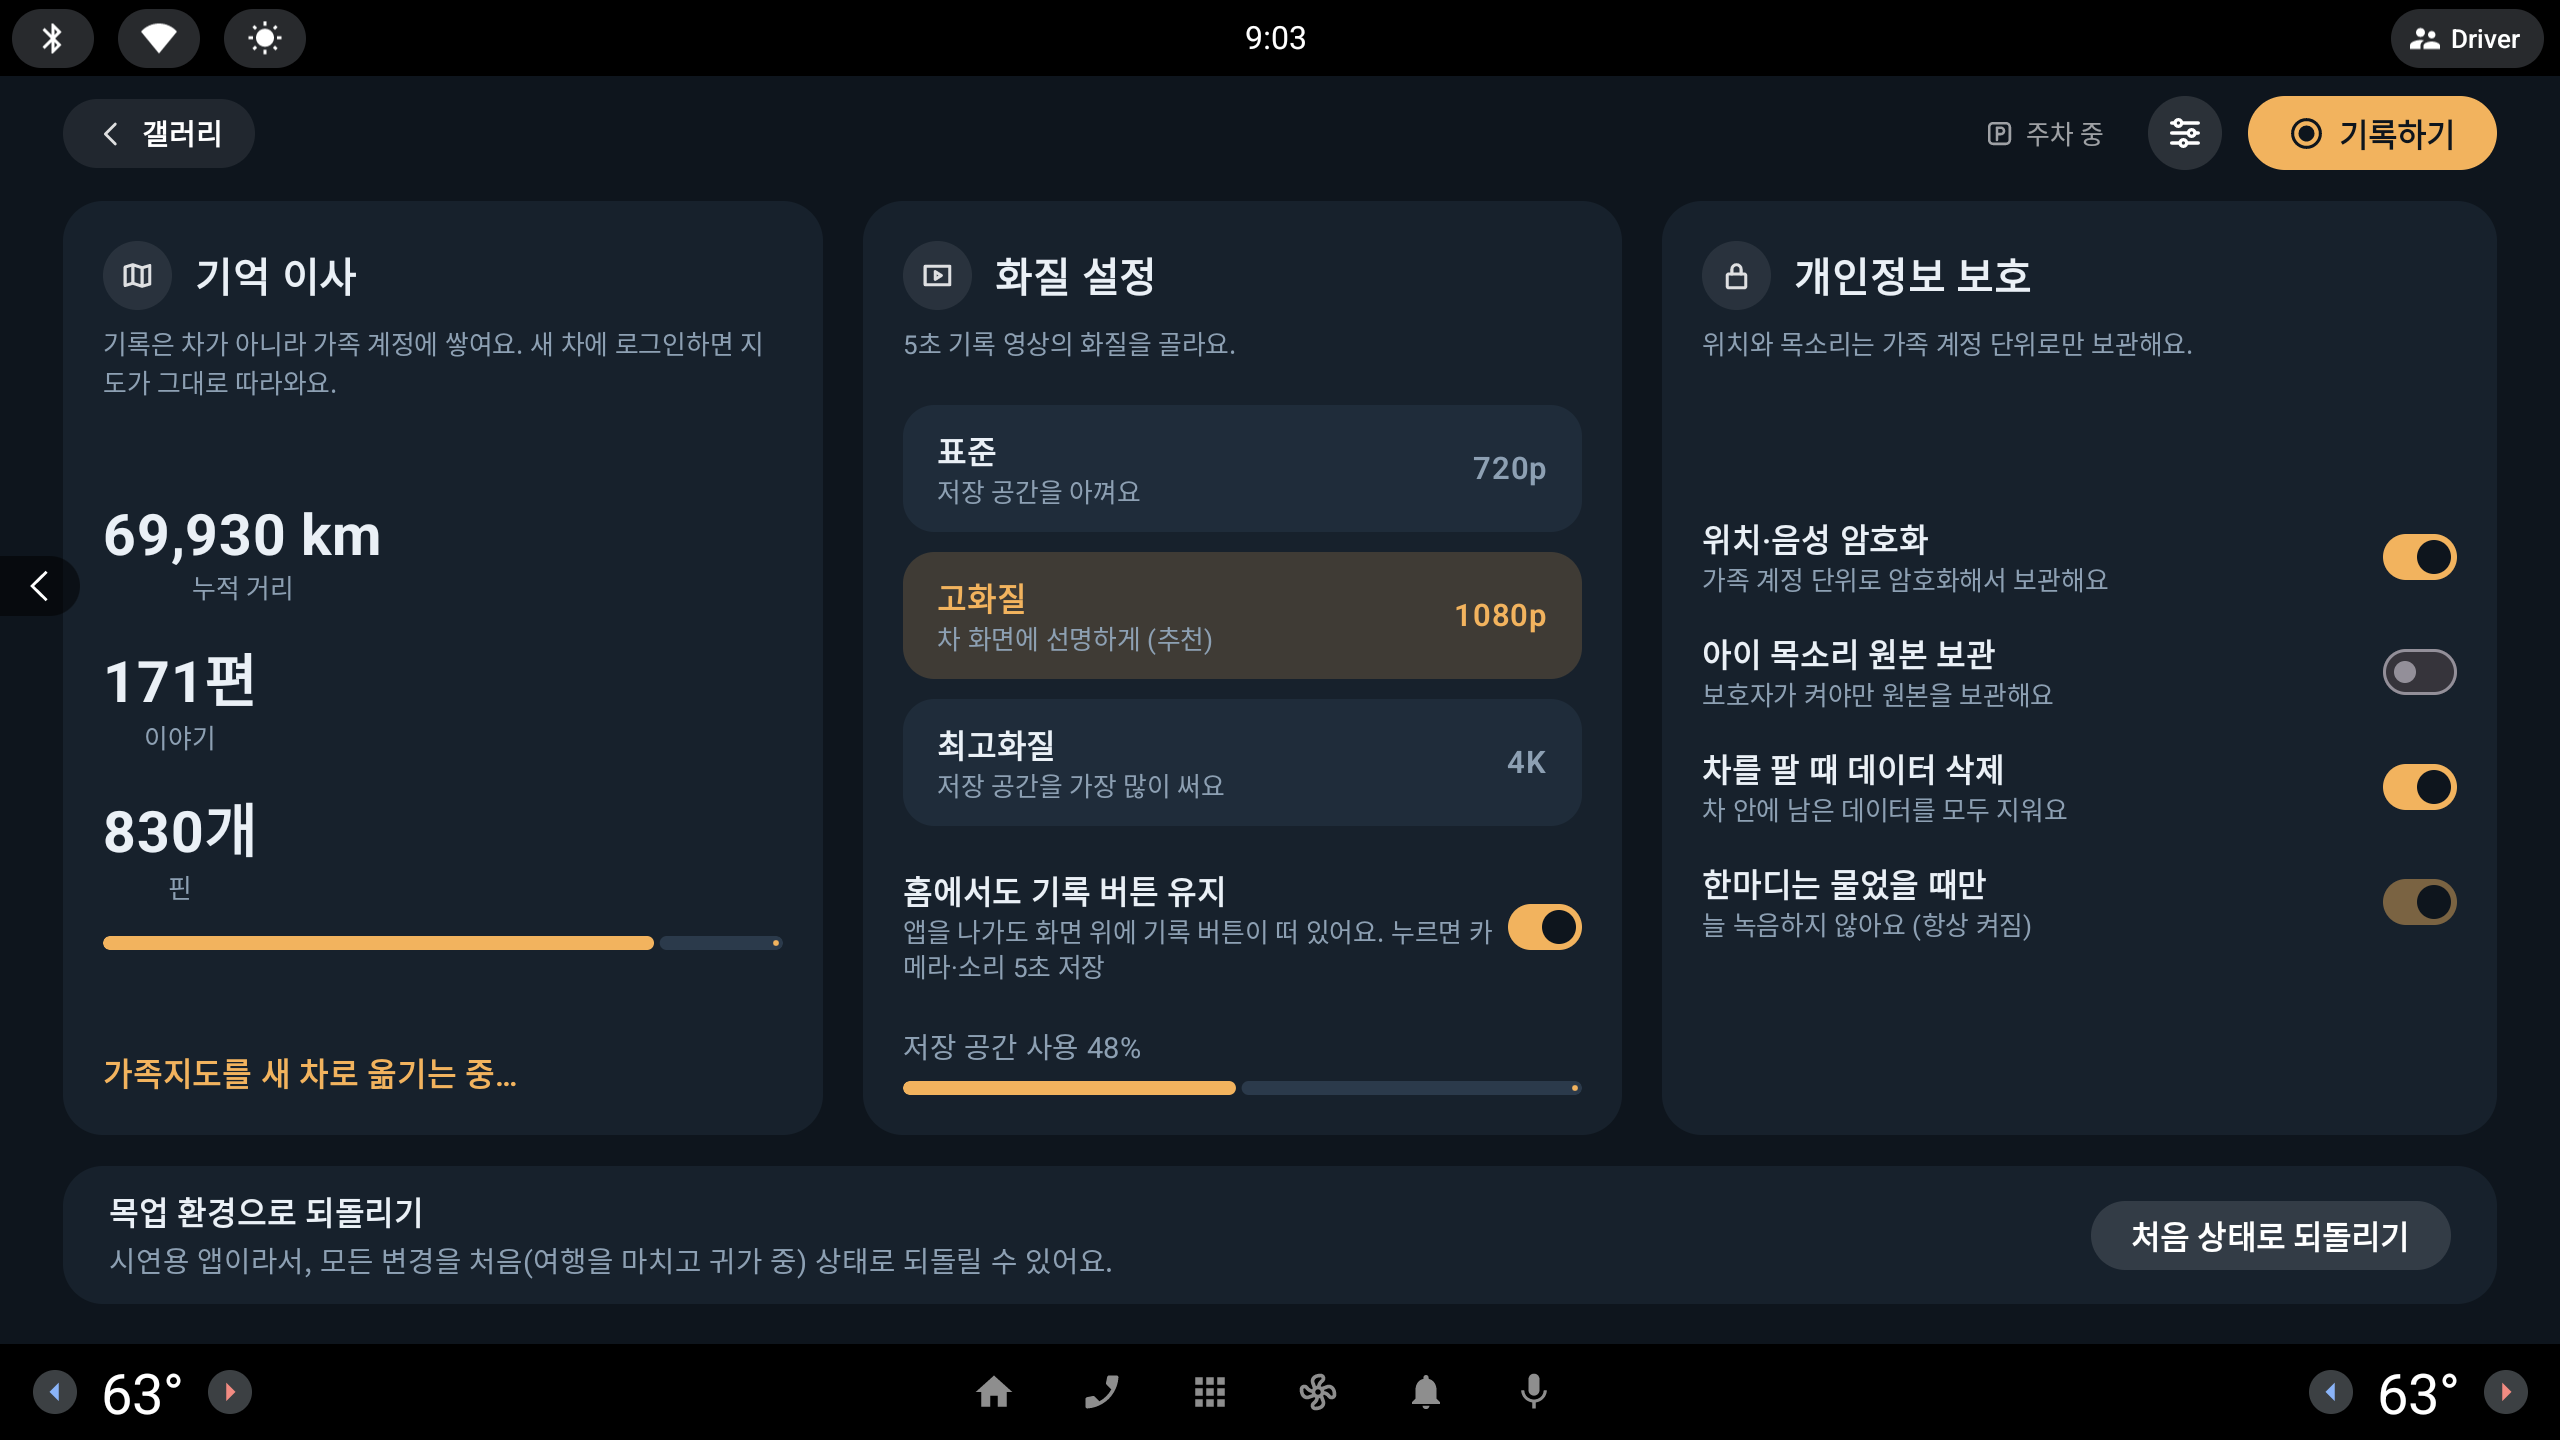 9:03
Driver
갤러리
주차 중
기록하기
기억 이사
기록은 차가 아니라 가족 계정에 쌓여요. 새 차에 로그인하면 지
도가 그대로 따라와요.
69,930 km
누적 거리
171편
이야기
830개
핀
가족지도를 새 차로 옮기는 중...
화질 설정
5초 기록 영상의 화질을 골라요.
표준
저장 공간을 아껴요
720p
고화질
차 화면에 선명하게 (추천)
1080p
최고화질
저장 공간을 가장 많이 써요
4K
홈에서도 기록 버튼 유지
앱을 나가도 화면 위에 기록 버튼이 떠 있어요. 누르면 카
메라·소리 5초 저장
저장 공간 사용 48%
개인정보 보호
위치와 목소리는 가족 계정 단위로만 보관해요.
위치·음성 암호화
가족 계정 단위로 암호화해서 보관해요
아이 목소리 원본 보관
보호자가 켜야만 원본을 보관해요
차를 팔 때 데이터 삭제
차 안에 남은 데이터를 모두 지워요
한마디는 물었을 때만
늘 녹음하지 않아요 (항상 켜짐)
목업 환경으로 되돌리기
시연용 앱이라서, 모든 변경을 처음(여행을 마치고 귀가 중) 상태로 되돌릴 수 있어요.
처음 상태로 되돌리기
63°
63°